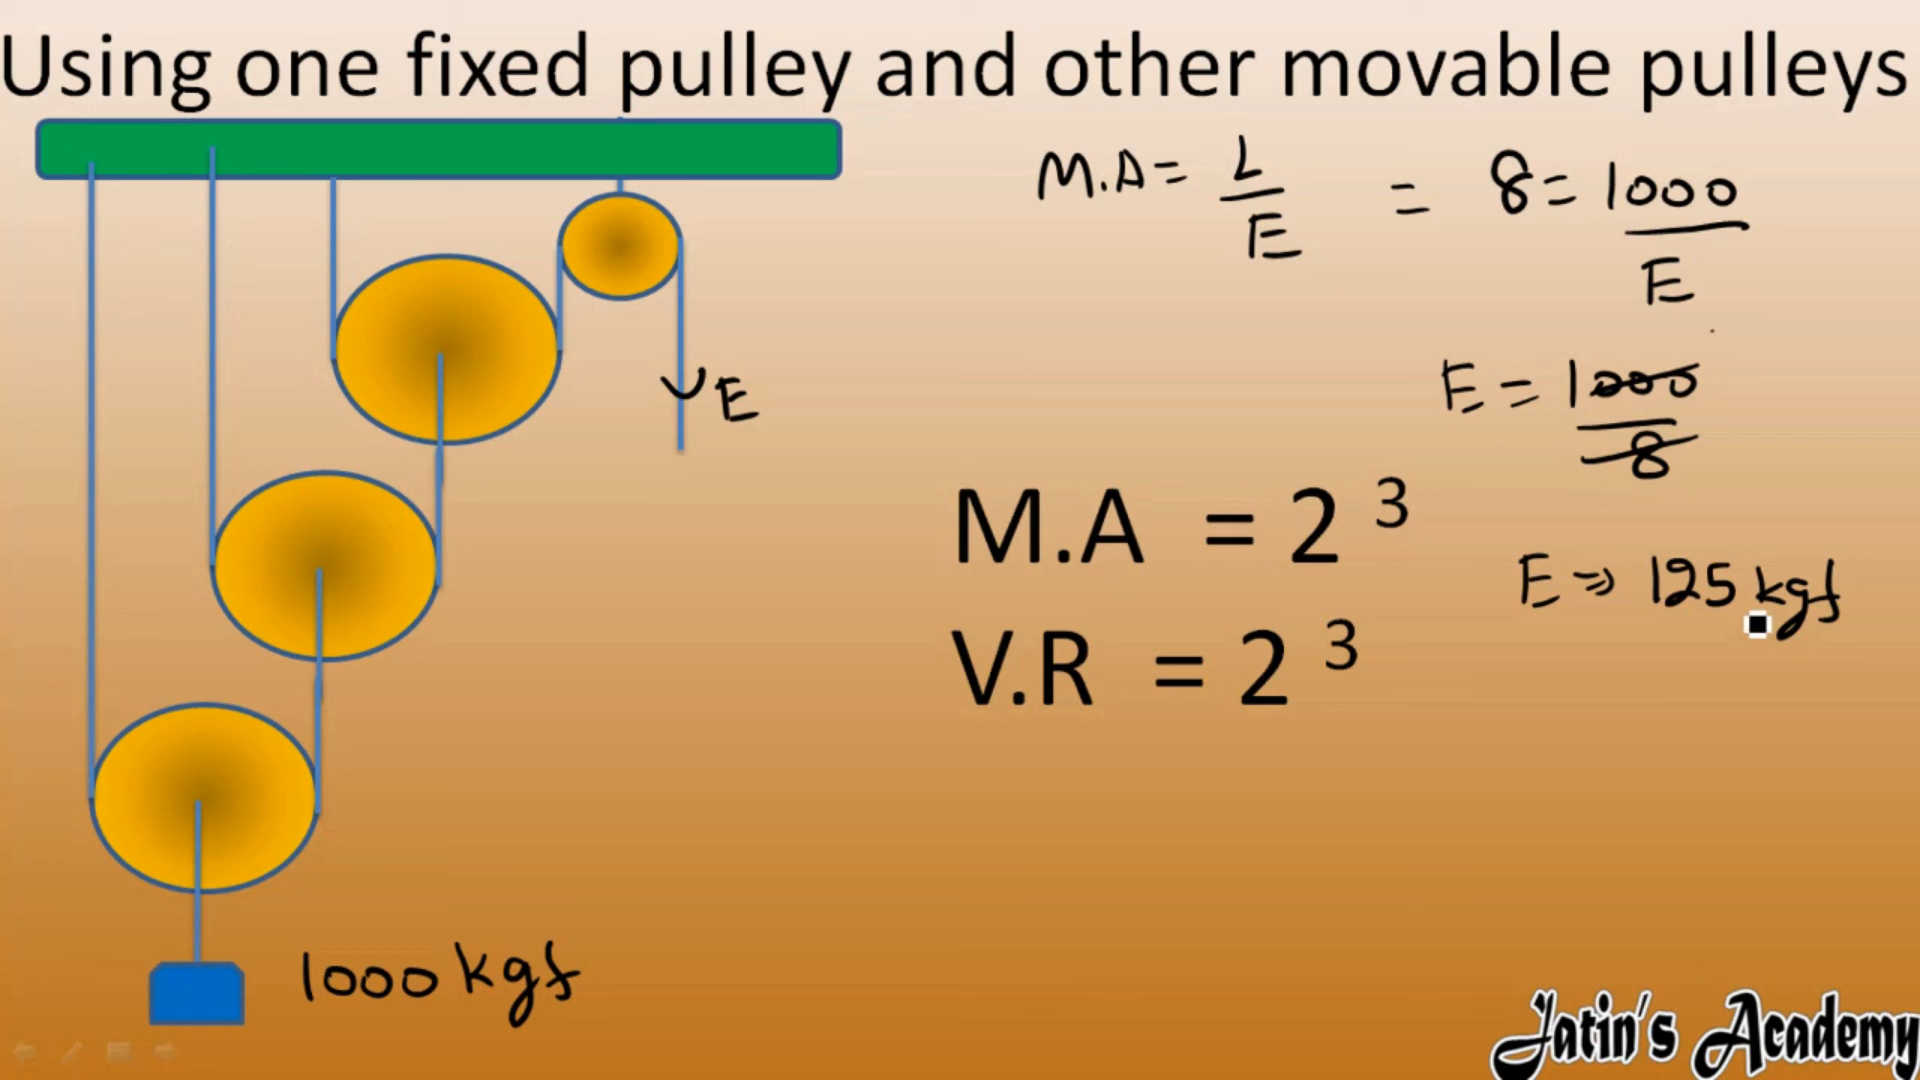 Using one fixed pulley and other movable pulleys
M.A = L/E = 8 = 1000/E
E
E = 1000/8
M.A = 2³
E ⇒ 125 kgf
V.R = 2³
1000 kgf
Jatin's Academy